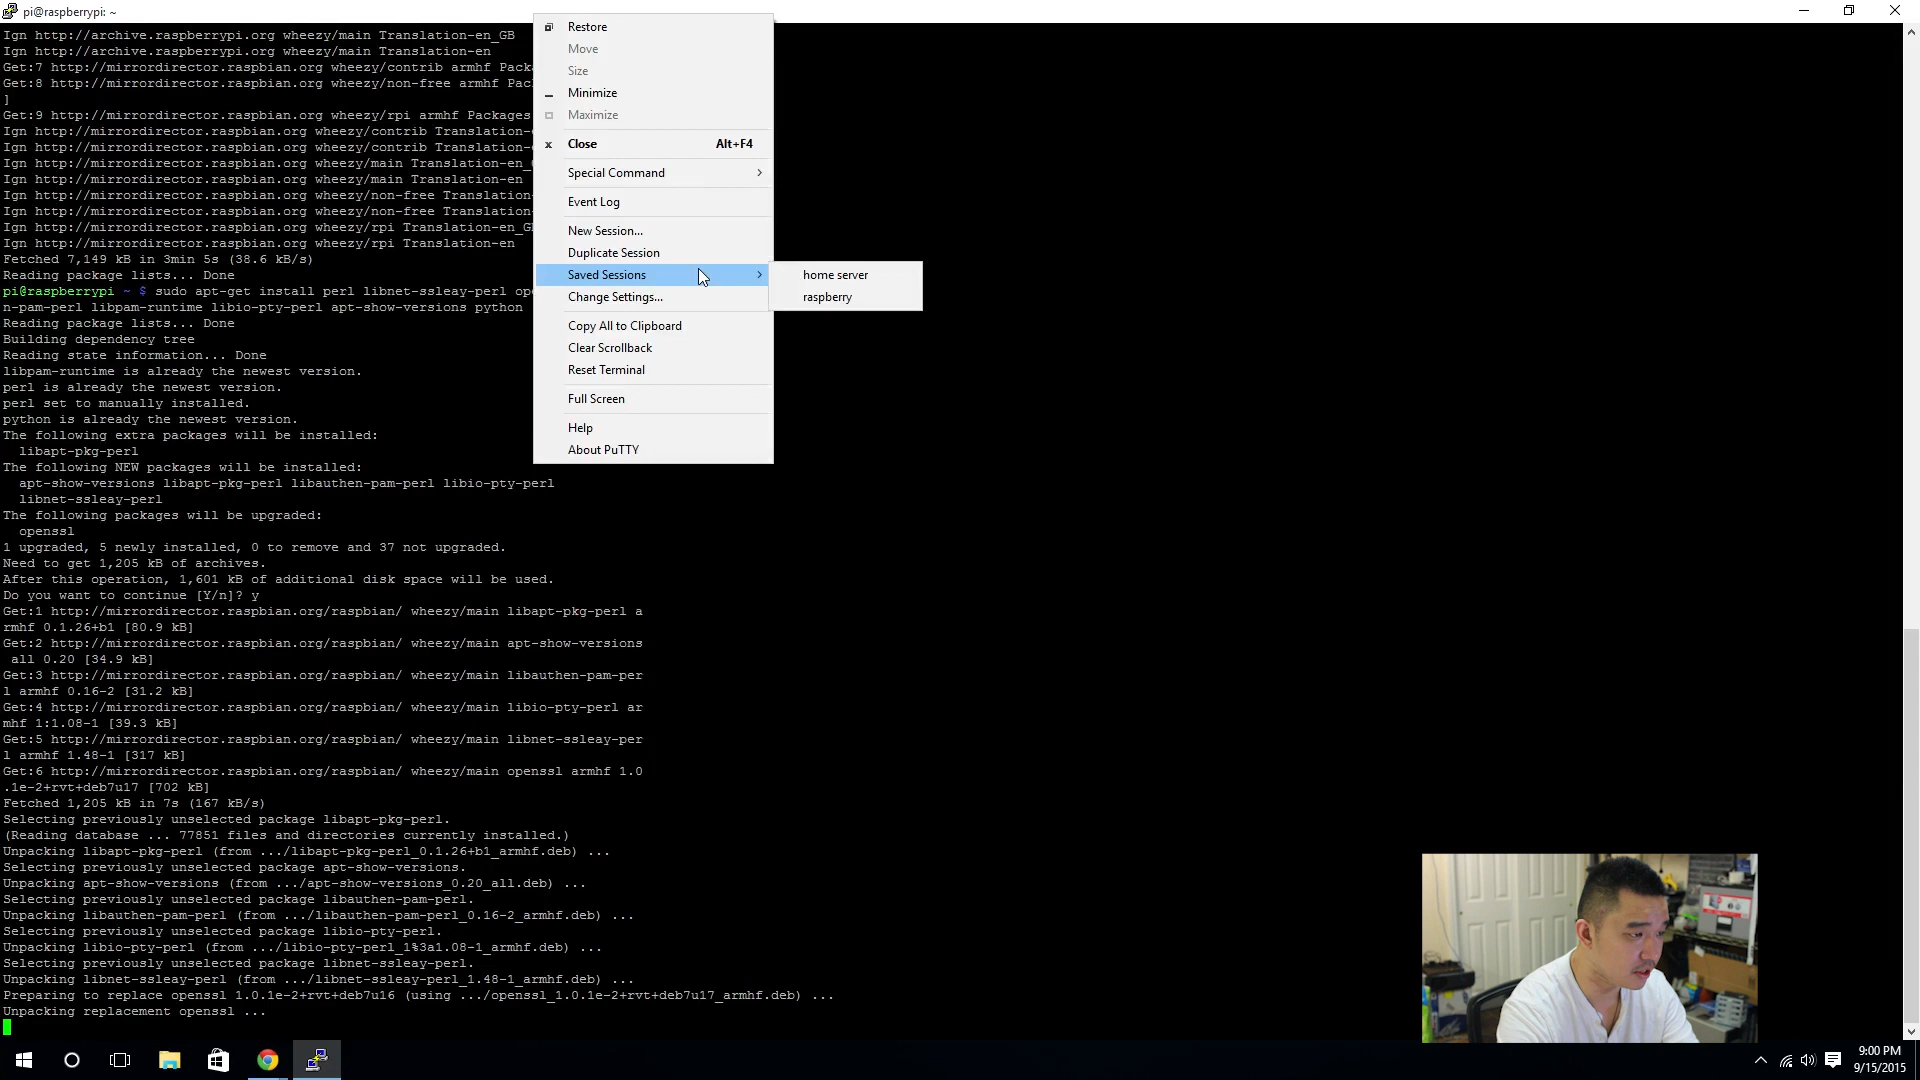 pi@raspberrypi: ~
Ign http://archive.raspberrypi.org wheezy/main Translation-en_GB
Ign http://archive.raspberrypi.org wheezy/main Translation-en
Get:7 http://mirrordirector.raspbian.org wheezy/contrib armhf Pack
Get:8 http://mirrordirector.raspbian.org wheezy/non-free armhf Pac
]
Get:9 http://mirrordirector.raspbian.org wheezy/rpi armhf Packages
Ign http://mirrordirector.raspbian.org wheezy/contrib Translation-
Ign http://mirrordirector.raspbian.org wheezy/contrib Translation-
Ign http://mirrordirector.raspbian.org wheezy/main Translation-en_
Ign http://mirrordirector.raspbian.org wheezy/main Translation-en
Ign http://mirrordirector.raspbian.org wheezy/non-free Translation-
Ign http://mirrordirector.raspbian.org wheezy/non-free Translation-
Ign http://mirrordirector.raspbian.org wheezy/rpi Translation-en_G
Ign http://mirrordirector.raspbian.org wheezy/rpi Translation-en
Fetched 7,149 kB in 3min 5s (38.6 kB/s)
Reading package lists... Done
pi@raspberrypi ~ $ sudo apt-get install perl libnet-ssleay-perl op
n-pam-perl libpam-runtime libio-pty-perl apt-show-versions python
Reading package lists... Done
Building dependency tree
Reading state information... Done
libpam-runtime is already the newest version.
perl is already the newest version.
perl set to manually installed.
python is already the newest version.
The following extra packages will be installed:
libapt-pkg-perl
The following NEW packages will be installed:
apt-show-versions libapt-pkg-perl libauthen-pam-perl libio-pty-perl
libnet-ssleay-perl
The following packages will be upgraded:
openssl
1 upgraded, 5 newly installed, 0 to remove and 37 not upgraded.
Need to get 1,205 kB of archives.
After this operation, 1,601 kB of additional disk space will be used.
Do you want to continue [Y/n]? y
Get:1 http://mirrordirector.raspbian.org/raspbian/ wheezy/main libapt-pkg-perl a
rmhf 0.1.26+b1 [80.9 kB]
Get:2 http://mirrordirector.raspbian.org/raspbian/ wheezy/main apt-show-versions
all 0.20 [34.9 kB]
Get:3 http://mirrordirector.raspbian.org/raspbian/ wheezy/main libauthen-pam-per
l armhf 0.16-2 [31.2 kB]
Get:4 http://mirrordirector.raspbian.org/raspbian/ wheezy/main libio-pty-perl ar
mhf 1:1.08-1 [39.3 kB]
Get:5 http://mirrordirector.raspbian.org/raspbian/ wheezy/main libnet-ssleay-per
l armhf 1.48-1 [317 kB]
Get:6 http://mirrordirector.raspbian.org/raspbian/ wheezy/main openssl armhf 1.0
.1e-2+rvt+deb7u17 [702 kB]
Fetched 1,205 kB in 7s (167 kB/s)
Selecting previously unselected package libapt-pkg-perl.
(Reading database ... 77851 files and directories currently installed.)
Unpacking libapt-pkg-perl (from .../libapt-pkg-perl_0.1.26+b1_armhf.deb) ...
Selecting previously unselected package apt-show-versions.
Unpacking apt-show-versions (from .../apt-show-versions_0.20_all.deb) ...
Selecting previously unselected package libauthen-pam-perl.
Unpacking libauthen-pam-perl (from .../libauthen-pam-perl_0.16-2_armhf.deb) ...
Selecting previously unselected package libio-pty-perl.
Unpacking libio-pty-perl (from .../libio-pty-perl_1%3a1.08-1_armhf.deb) ...
Selecting previously unselected package libnet-ssleay-perl.
Unpacking libnet-ssleay-perl (from .../libnet-ssleay-perl_1.48-1_armhf.deb) ...
Preparing to replace openssl 1.0.1e-2+rvt+deb7u16 (using .../openssl_1.0.1e-2+rvt+deb7u17_armhf.deb) ...
Unpacking replacement openssl ...
Restore
Move
Size
Minimize
Maximize
Close Alt+F4
Special Command
Event Log
New Session...
Duplicate Session
Saved Sessions
Change Settings...
Copy All to Clipboard
Clear Scrollback
Reset Terminal
Full Screen
Help
About PuTTY
home server
raspberry
9:00 PM
9/15/2015